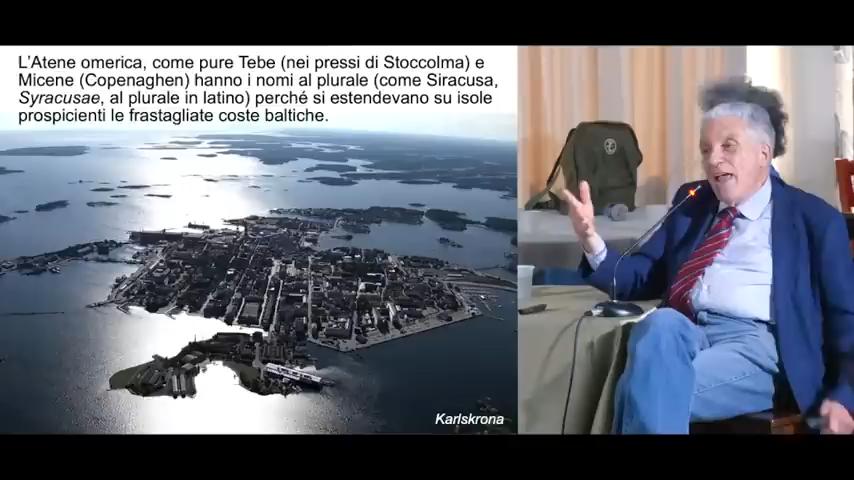 L'Atene omerica, come pure Tebe (nei pressi di Stoccolma) e
Micene (Copenaghen) hanno i nomi al plurale (come Siracusa,
Syracusae, al plurale in latino) perché si estendevano su isole
prospicienti le frastagliate coste baltiche.
Karlskrona